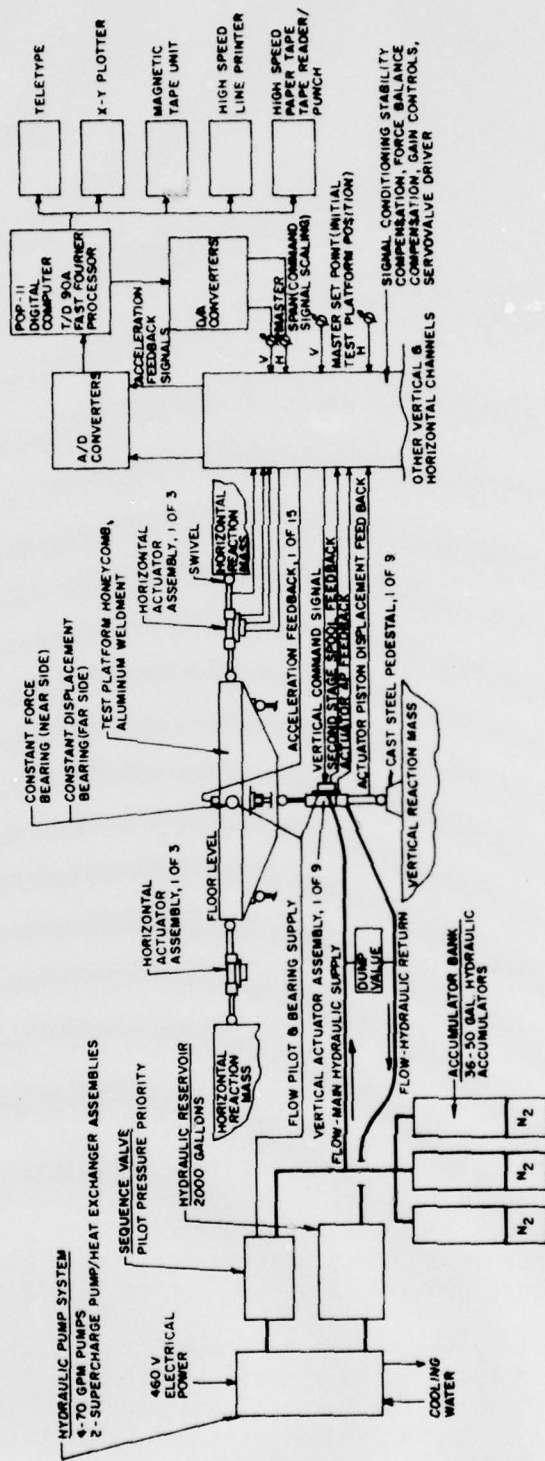 HYDRAULIC PUMP SYSTEM
4-70 GPM PUMPS
2-SUPERCHARGE PUMP/HEAT EXCHANGER ASSEMBLIES
SEQUENCE VALVE
PILOT PRESSURE PRIORITY
HYDRAULIC RESERVOIR
2000 GALLONS
460 V
ELECTRICAL
POWER
COOLING
WATER
HORIZONTAL
REACTION
MASS
HORIZONTAL ACTUATOR
ASSEMBLY, 1 OF 3
FLOOR LEVEL
FLOW PILOT & BEARING SUPPLY
VERTICAL ACTUATOR ASSEMBLY, 1 OF 9
FLOW-MAIN HYDRAULIC SUPPLY
DUMP
VALUE
FLOW-HYDRAULIC RETURN
ACCUMULATOR BANK
36-50 GAL. HYDRAULIC
ACCUMULATORS
N2
N2
N2
CONSTANT FORCE
BEARING (NEAR SIDE)
CONSTANT DISPLACEMENT
BEARING (FAR SIDE)
TEST PLATFORM HONEYCOMB,
ALUMINUM WELDMENT
HORIZONTAL
ACTUATOR
ASSEMBLY, 1 OF 3
SWIVEL
HORIZONTAL
REACTION
MASS
ACCELERATION FEEDBACK, 1 OF 15
VERTICAL COMMAND SIGNAL
SECOND STAGE SPOOL FEEDBACK
ACTUATOR ΔP FEEDBACK
ACTUATOR PISTON DISPLACEMENT FEED BACK
CAST STEEL PEDESTAL, 1 OF 9
VERTICAL REACTION MASS
A/D
CONVERTERS
ACCELERATION
FEEDBACK
SIGNALS
PDP-11
DIGITAL
COMPUTER
T/D 90A
FAST FOURNER
PROCESSOR
D/A
CONVERTERS
V
H
MASTER
SPAN (COMMAND
SIGNAL SCALING)
V
MASTER SET POINT (INITIAL
TEST PLATFORM POSITION)
H
SIGNAL CONDITIONING STABILITY
COMPENSATION, FORCE BALANCE
COMPENSATION, GAIN CONTROLS,
SERVOVALVE DRIVER
OTHER VERTICAL &
HORIZONTAL CHANNELS
TELETYPE
X-Y PLOTTER
MAGNETIC
TAPE UNIT
HIGH SPEED
LINE PRINTER
HIGH SPEED
PAPER TAPE
TAPE READER/
PUNCH